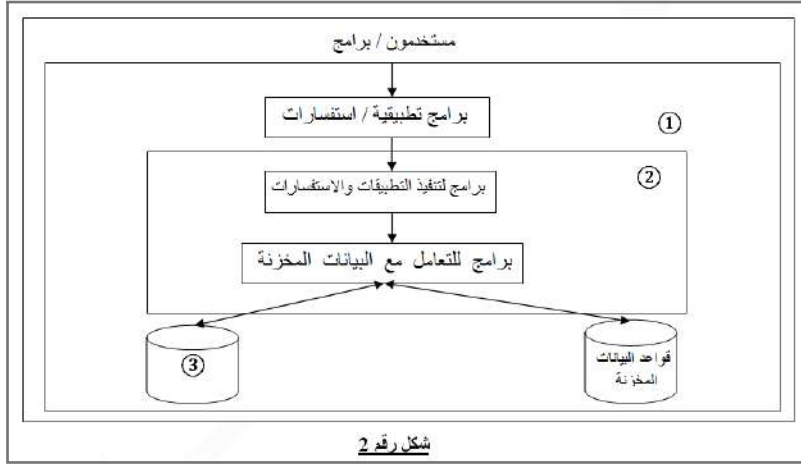 مستخدمون / برامج
برامج تطبيقية / استفسارات
①
②
برامج لتنفيذ التطبيقات والاستفسارات
برامج للتعامل مع البيانات المخزنة
③
قواعد البيانات
المخزنة
شكل رقم 2